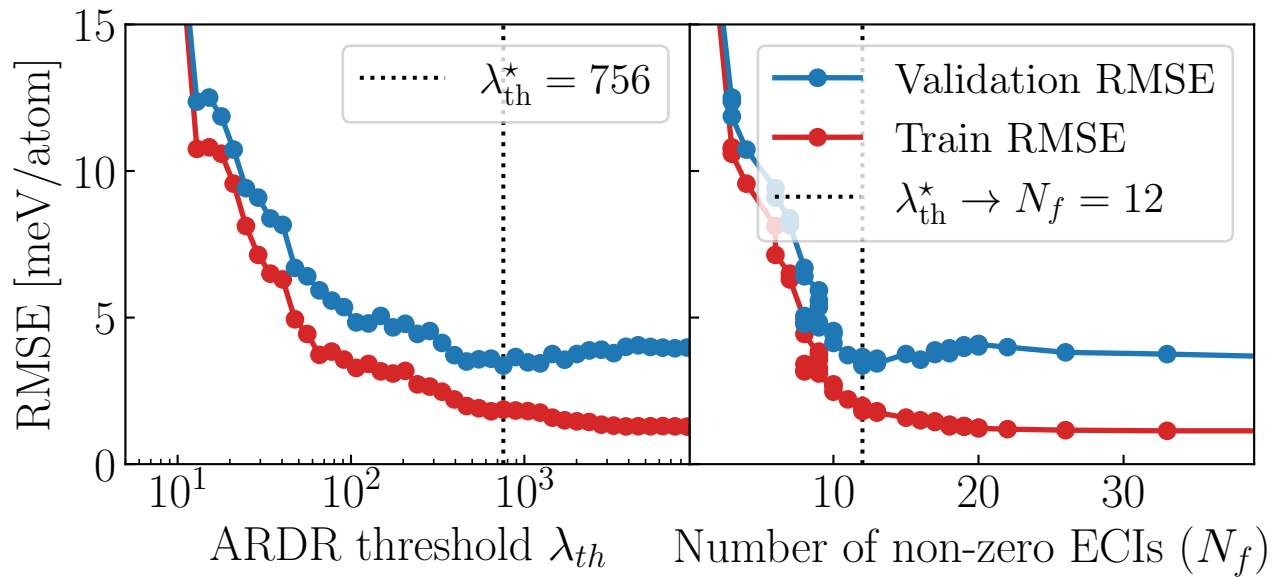 RMSE [meV/atom]
15
10
5
0
λ*th = 756
10¹
10²
10³
ARDR threshold λth
Validation RMSE
Train RMSE
λ*th → Nf = 12
10
20
30
Number of non-zero ECIs (Nf)